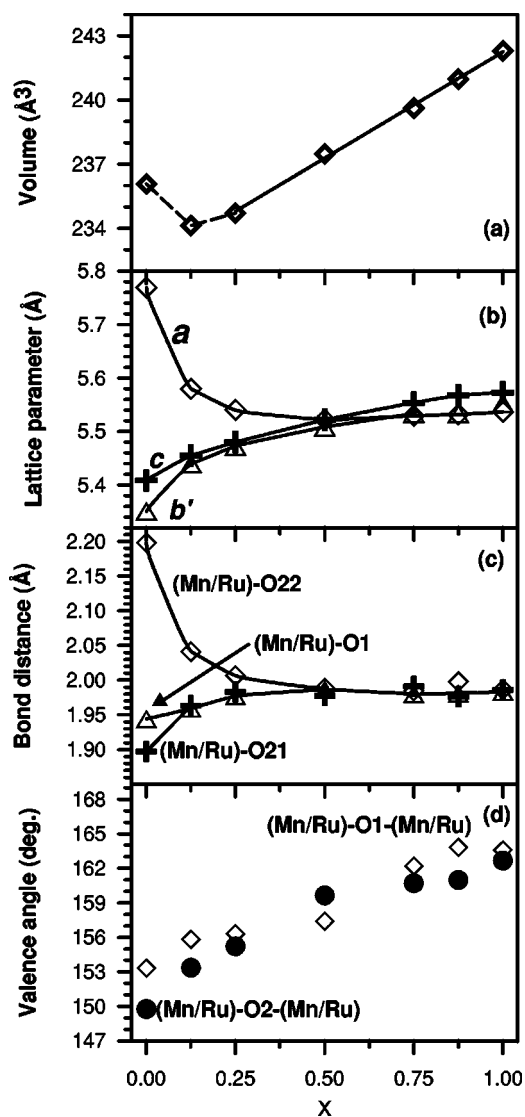 243
240
237
234
Volume (Å3)
(a)
5.8
5.7
5.6
5.5
5.4
Lattice parameter (Å)
(b)
a
c
b'
2.20
2.15
2.10
2.05
2.00
1.95
1.90
Bond distance (Å)
(c)
(Mn/Ru)-O22
(Mn/Ru)-O1
(Mn/Ru)-O21
168
165
162
159
156
153
150
147
Valence angle (deg.)
(d)
(Mn/Ru)-O1-(Mn/Ru)
(Mn/Ru)-O2-(Mn/Ru)
0.00 0.25 0.50 0.75 1.00
X